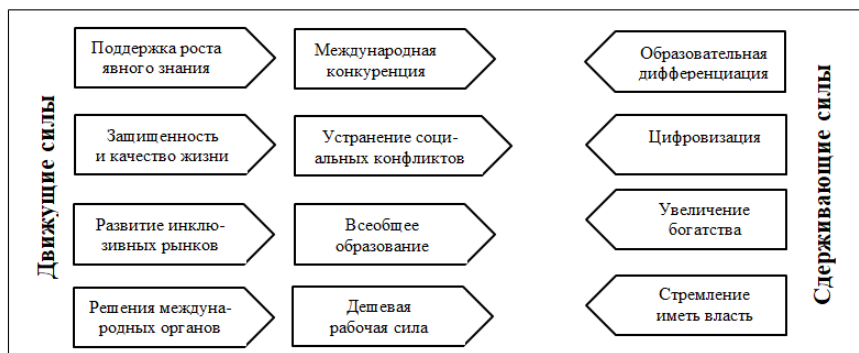 Движущие силы
Поддержка роста
явного знания
Международная
конкуренция
Образовательная
дифференциация
Защищенность
и качество жизни
Устранение соци-
альных конфликтов
Цифровизация
Развитие инклю-
зивных рынков
Всеобщее
образование
Увеличение
богатства
Решения междуна-
родных органов
Дешевая
рабочая сила
Стремление
иметь власть
Сдерживающие силы